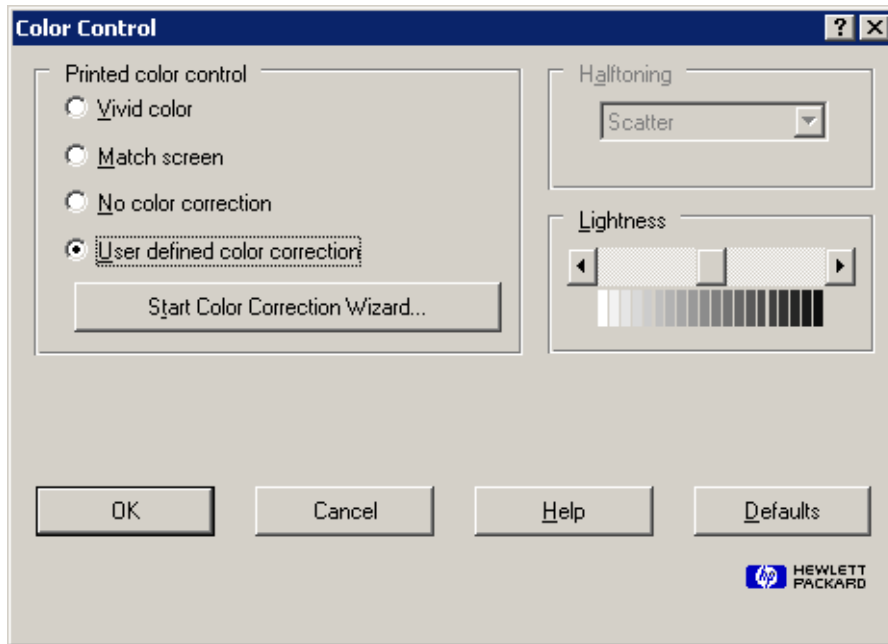 Color Control
Printed color control
Vivid color
Match screen
No color correction
User defined color correction
Start Color Correction Wizard...
Halftoning
Scatter
Lightness
OK
Cancel
Help
Defaults
hp HEWLETT
PACKARD